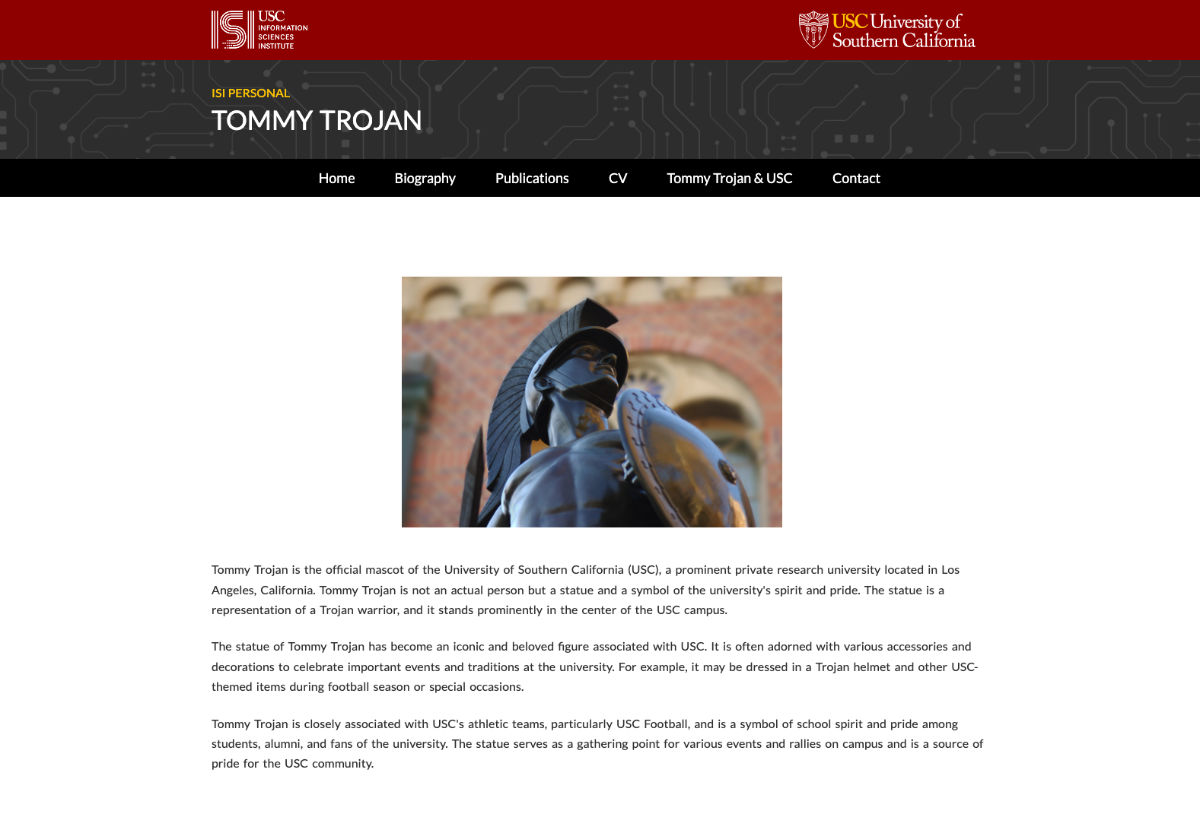 USC
INFORMATION
SCIENCES
INSTITUTE
USC University of
Southern California
ISI PERSONAL
TOMMY TROJAN
Home Biography Publications CV Tommy Trojan & USC Contact
Tommy Trojan is the official mascot of the University of Southern California (USC), a prominent private research university located in Los
Angeles, California. Tommy Trojan is not an actual person but a statue and a symbol of the university's spirit and pride. The statue is a
representation of a Trojan warrior, and it stands prominently in the center of the USC campus.
The statue of Tommy Trojan has become an iconic and beloved figure associated with USC. It is often adorned with various accessories and
decorations to celebrate important events and traditions at the university. For example, it may be dressed in a Trojan helmet and other USC-
themed items during football season or special occasions.
Tommy Trojan is closely associated with USC's athletic teams, particularly USC Football, and is a symbol of school spirit and pride among
students, alumni, and fans of the university. The statue serves as a gathering point for various events and rallies on campus and is a source of
pride for the USC community.